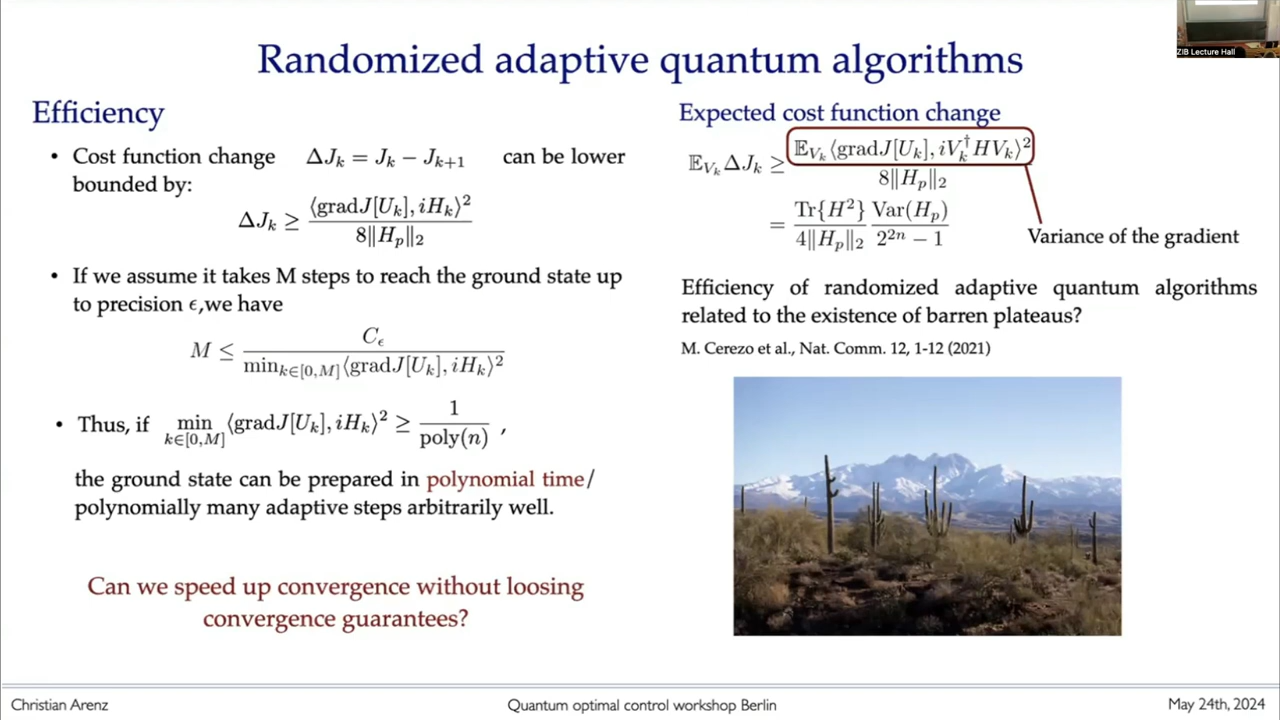 Randomized adaptive quantum algorithms
ZIB Lecture Hall
Efficiency
• Cost function change ΔJ_k = J_k − J_{k+1} can be lower
bounded by:
ΔJ_k ≥ ⟨gradJ[U_k], iH_k⟩² / 8‖H_p‖₂
• If we assume it takes M steps to reach the ground state up
to precision ϵ,we have
M ≤ C_ϵ / min_{k∈[0,M]}⟨gradJ[U_k], iH_k⟩²
• Thus, if min_{k∈[0,M]} ⟨gradJ[U_k], iH_k⟩² ≥ 1 / poly(n) ,
the ground state can be prepared in polynomial time/
polynomially many adaptive steps arbitrarily well.
Can we speed up convergence without loosing
convergence guarantees?
Expected cost function change
𝔼_{V_k} ΔJ_k ≥ 𝔼_{V_k}⟨gradJ[U_k], iV_k^† HV_k⟩² / 8‖H_p‖₂
= Tr{H²} / 4‖H_p‖₂ Var(H_p) / 2^{2n} − 1
Variance of the gradient
Efficiency of randomized adaptive quantum algorithms
related to the existence of barren plateaus?
M. Cerezo et al., Nat. Comm. 12, 1-12 (2021)
Christian Arenz
Quantum optimal control workshop Berlin
May 24th, 2024